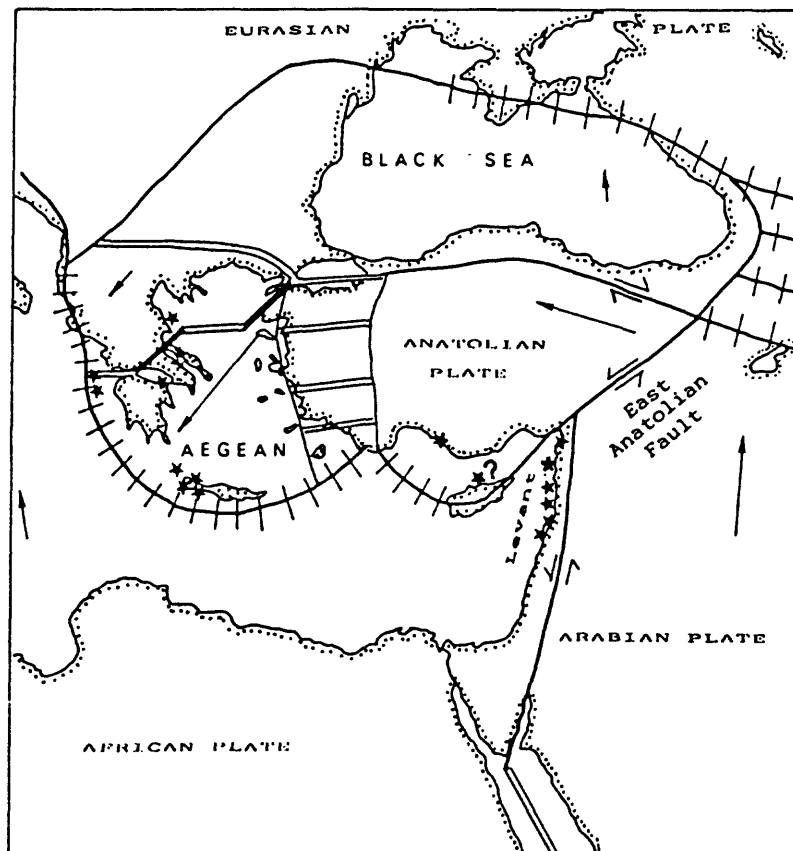 EURASIAN PLATE
BLACK SEA
ANATOLIAN
PLATE
East
Anatolian
Fault
AEGEAN
?
Levant
ARABIAN PLATE
AFRICAN PLATE